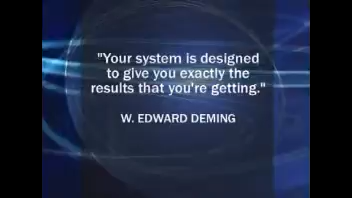 "Your system is designed
to give you exactly the
results that you're getting."
W. EDWARD DEMING